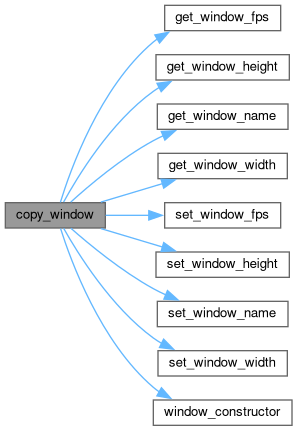 get_window_fps
get_window_height
get_window_name
get_window_width
copy_window
set_window_fps
set_window_height
set_window_name
set_window_width
window_constructor